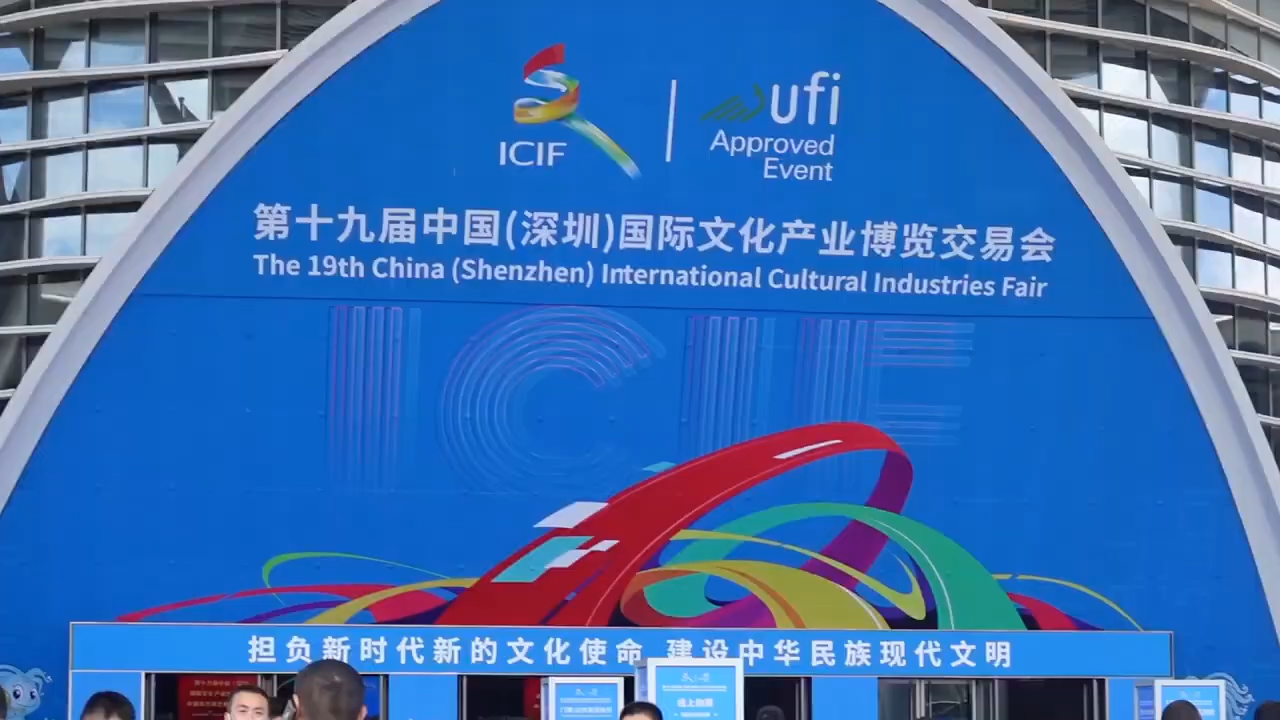 ICIF
ufi
Approved
Event
第十九届中国(深圳)国际文化产业博览交易会
The 19th China (Shenzhen) International Cultural Industries Fair
ICIF
担负新时代新的文化使命 建设中华民族现代文明